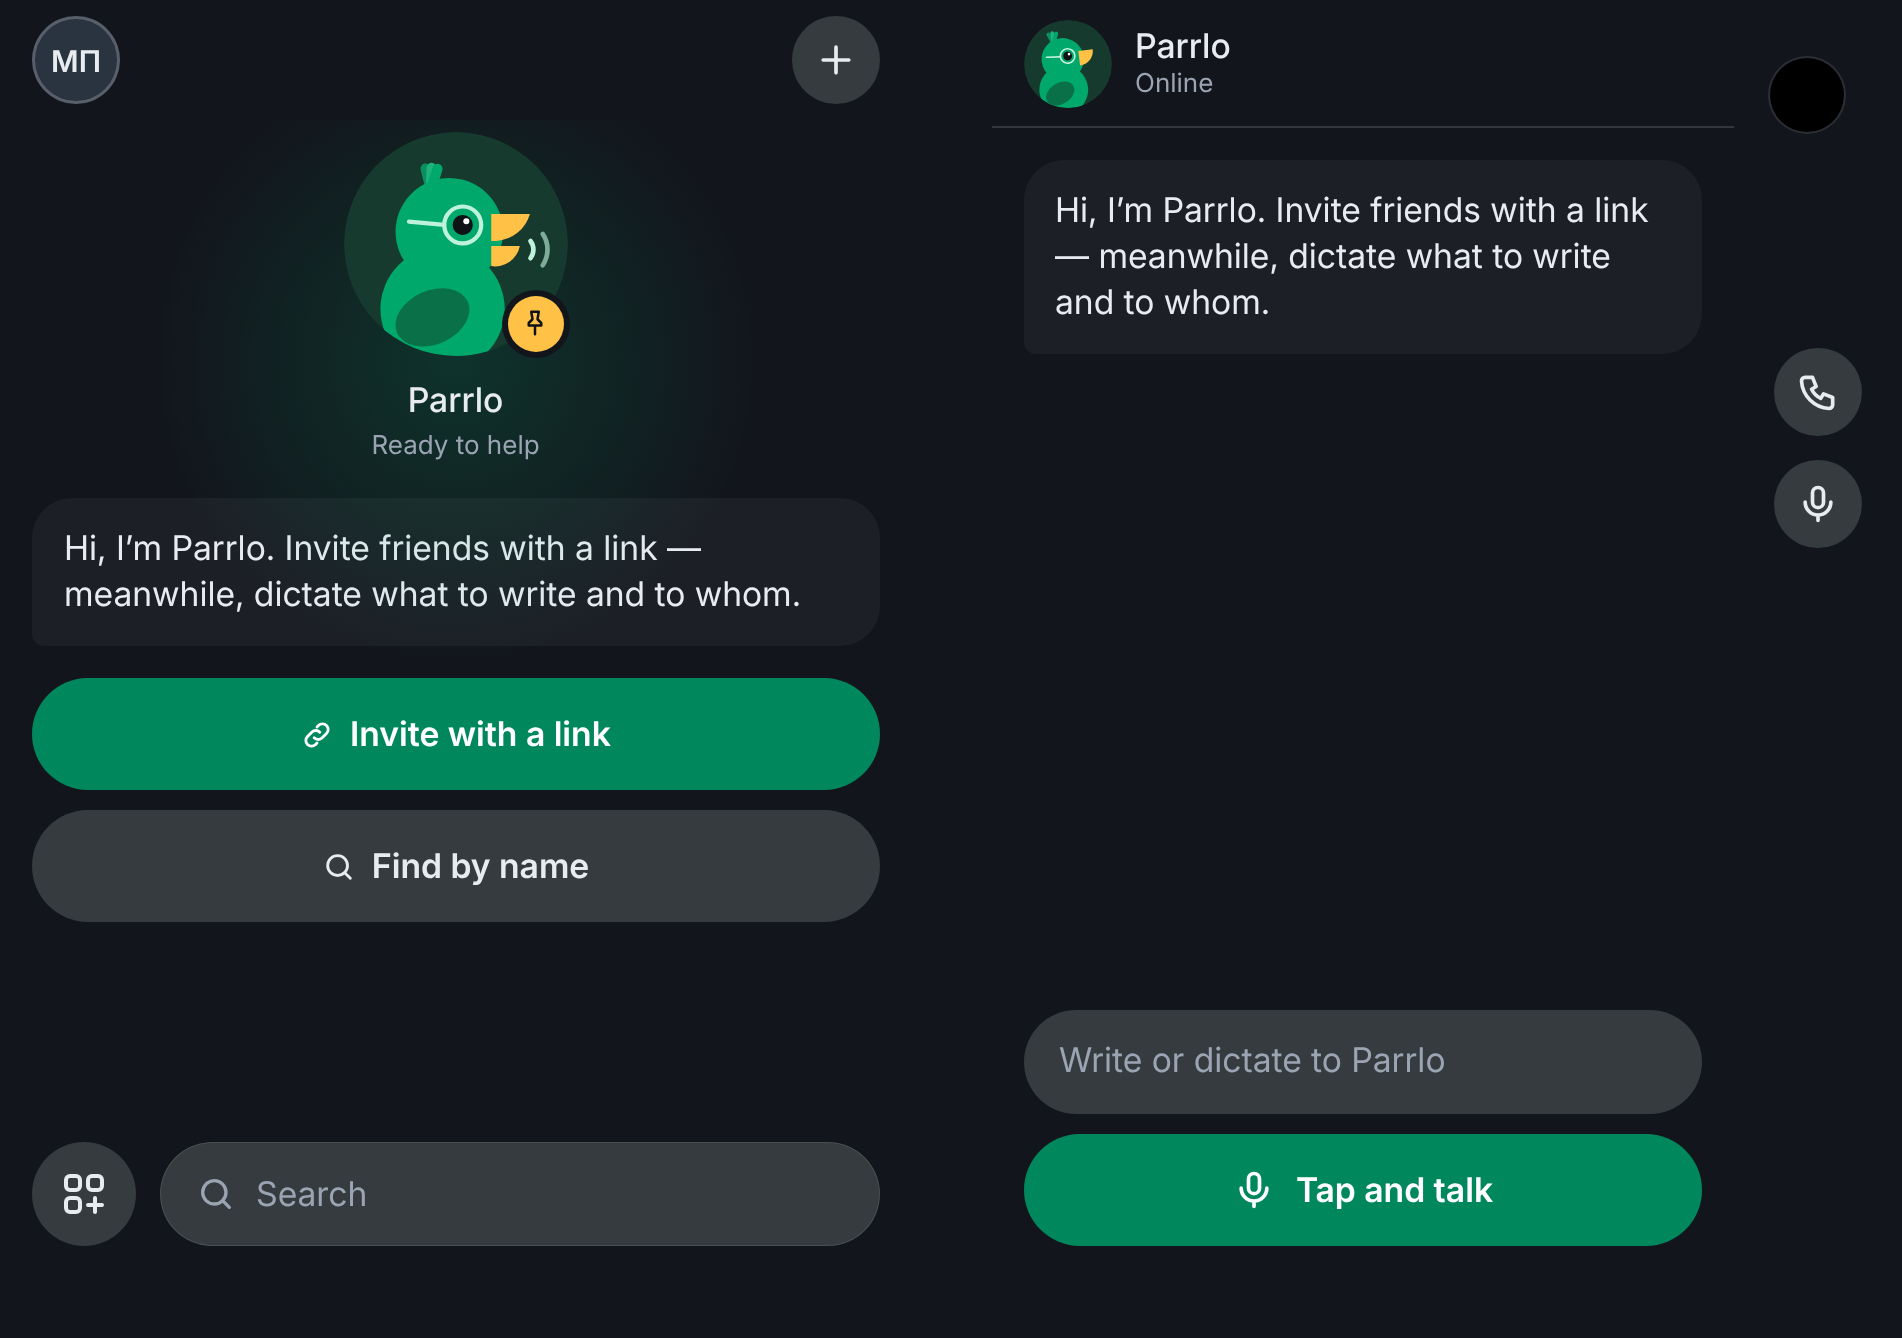 МП
Parrlo
Ready to help
Hi, I’m Parrlo. Invite friends with a link —
meanwhile, dictate what to write and to whom.
Invite with a link
Find by name
Search
Parrlo
Online
Hi, I’m Parrlo. Invite friends with a link
— meanwhile, dictate what to write
and to whom.
Write or dictate to Parrlo
Tap and talk